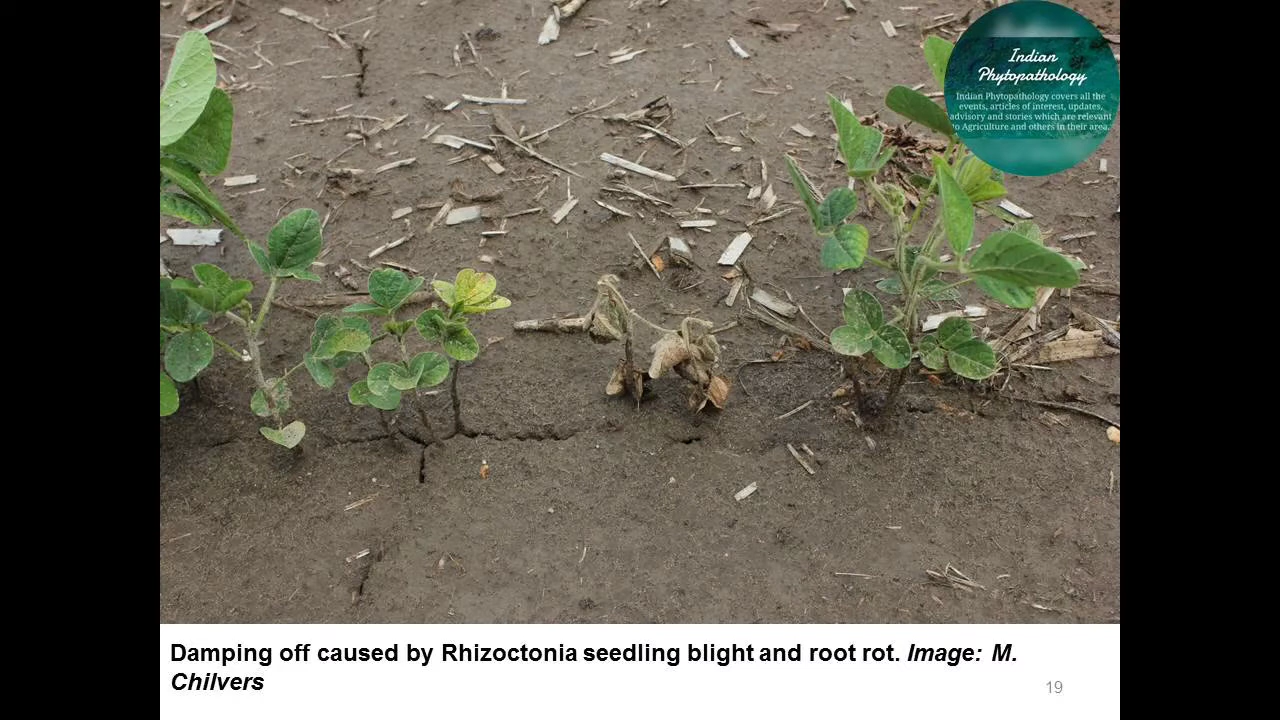 Indian
Phytopathology
Indian Phytopathology covers all the
events, articles of interest, updates,
advisory and stories which are relevant
to Agriculture and others in their area.
Damping off caused by Rhizoctonia seedling blight and root rot. Image: M.
Chilvers
19